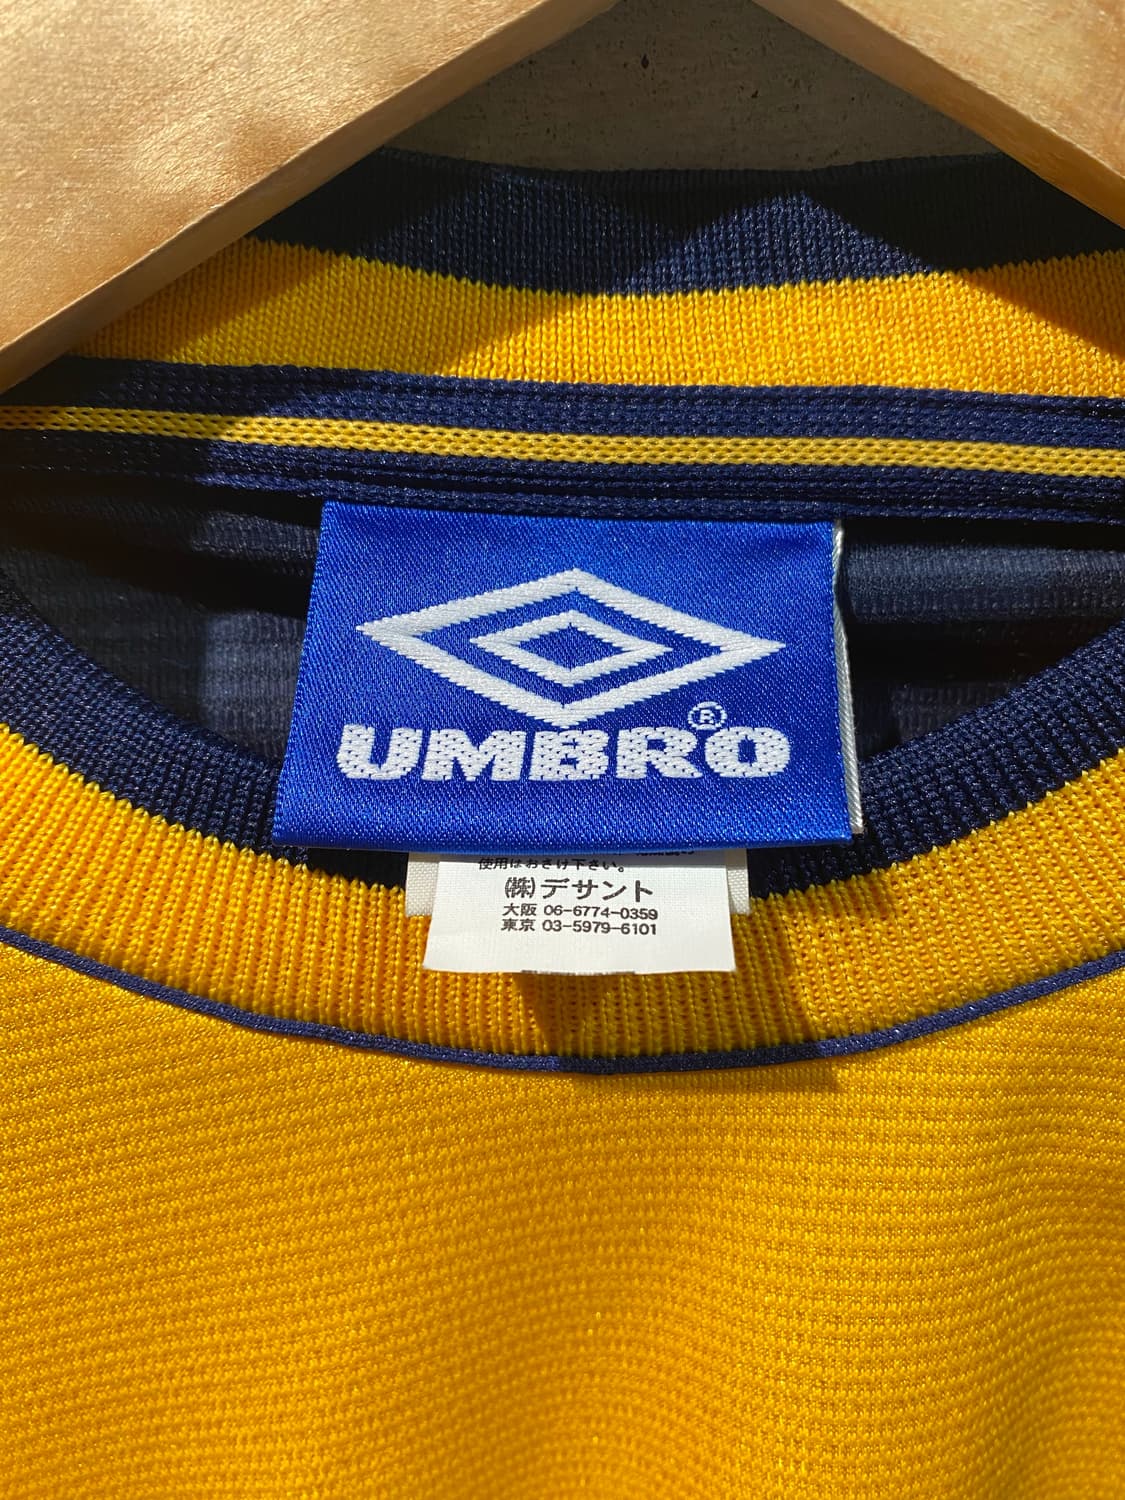 UMBRO®
使用はおさけ下さい。
(株)デサント
大阪 06-6774-0359
東京 03-5979-6101